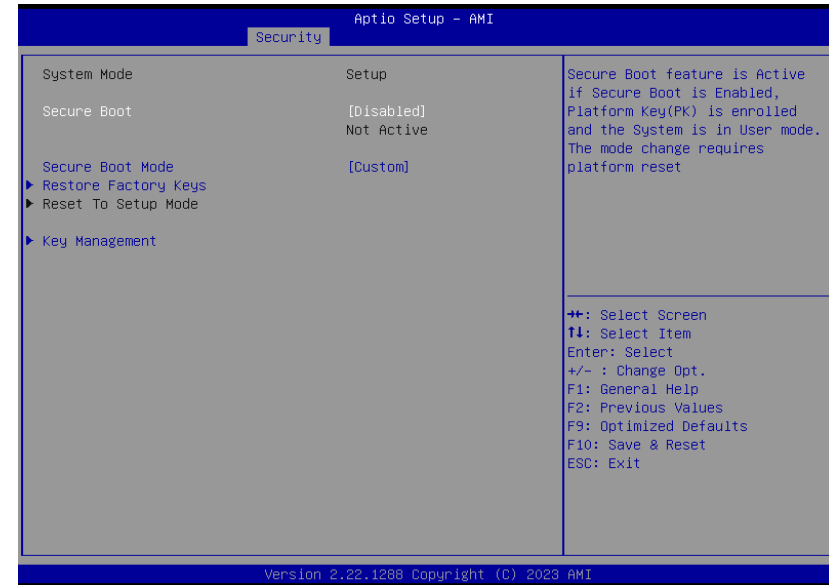 Aptio Setup – AMI
Security
System Mode Setup
Secure Boot [Disabled]
Not Active
Secure Boot Mode [Custom]
Restore Factory Keys
Reset To Setup Mode
Key Management
Secure Boot feature is Active
if Secure Boot is Enabled,
Platform Key(PK) is enrolled
and the System is in User mode.
The mode change requires
platform reset
→←: Select Screen
↑↓: Select Item
Enter: Select
+/- : Change Opt.
F1: General Help
F2: Previous Values
F9: Optimized Defaults
F10: Save & Reset
ESC: Exit
Version 2.22.1288 Copyright (C) 2023 AMI